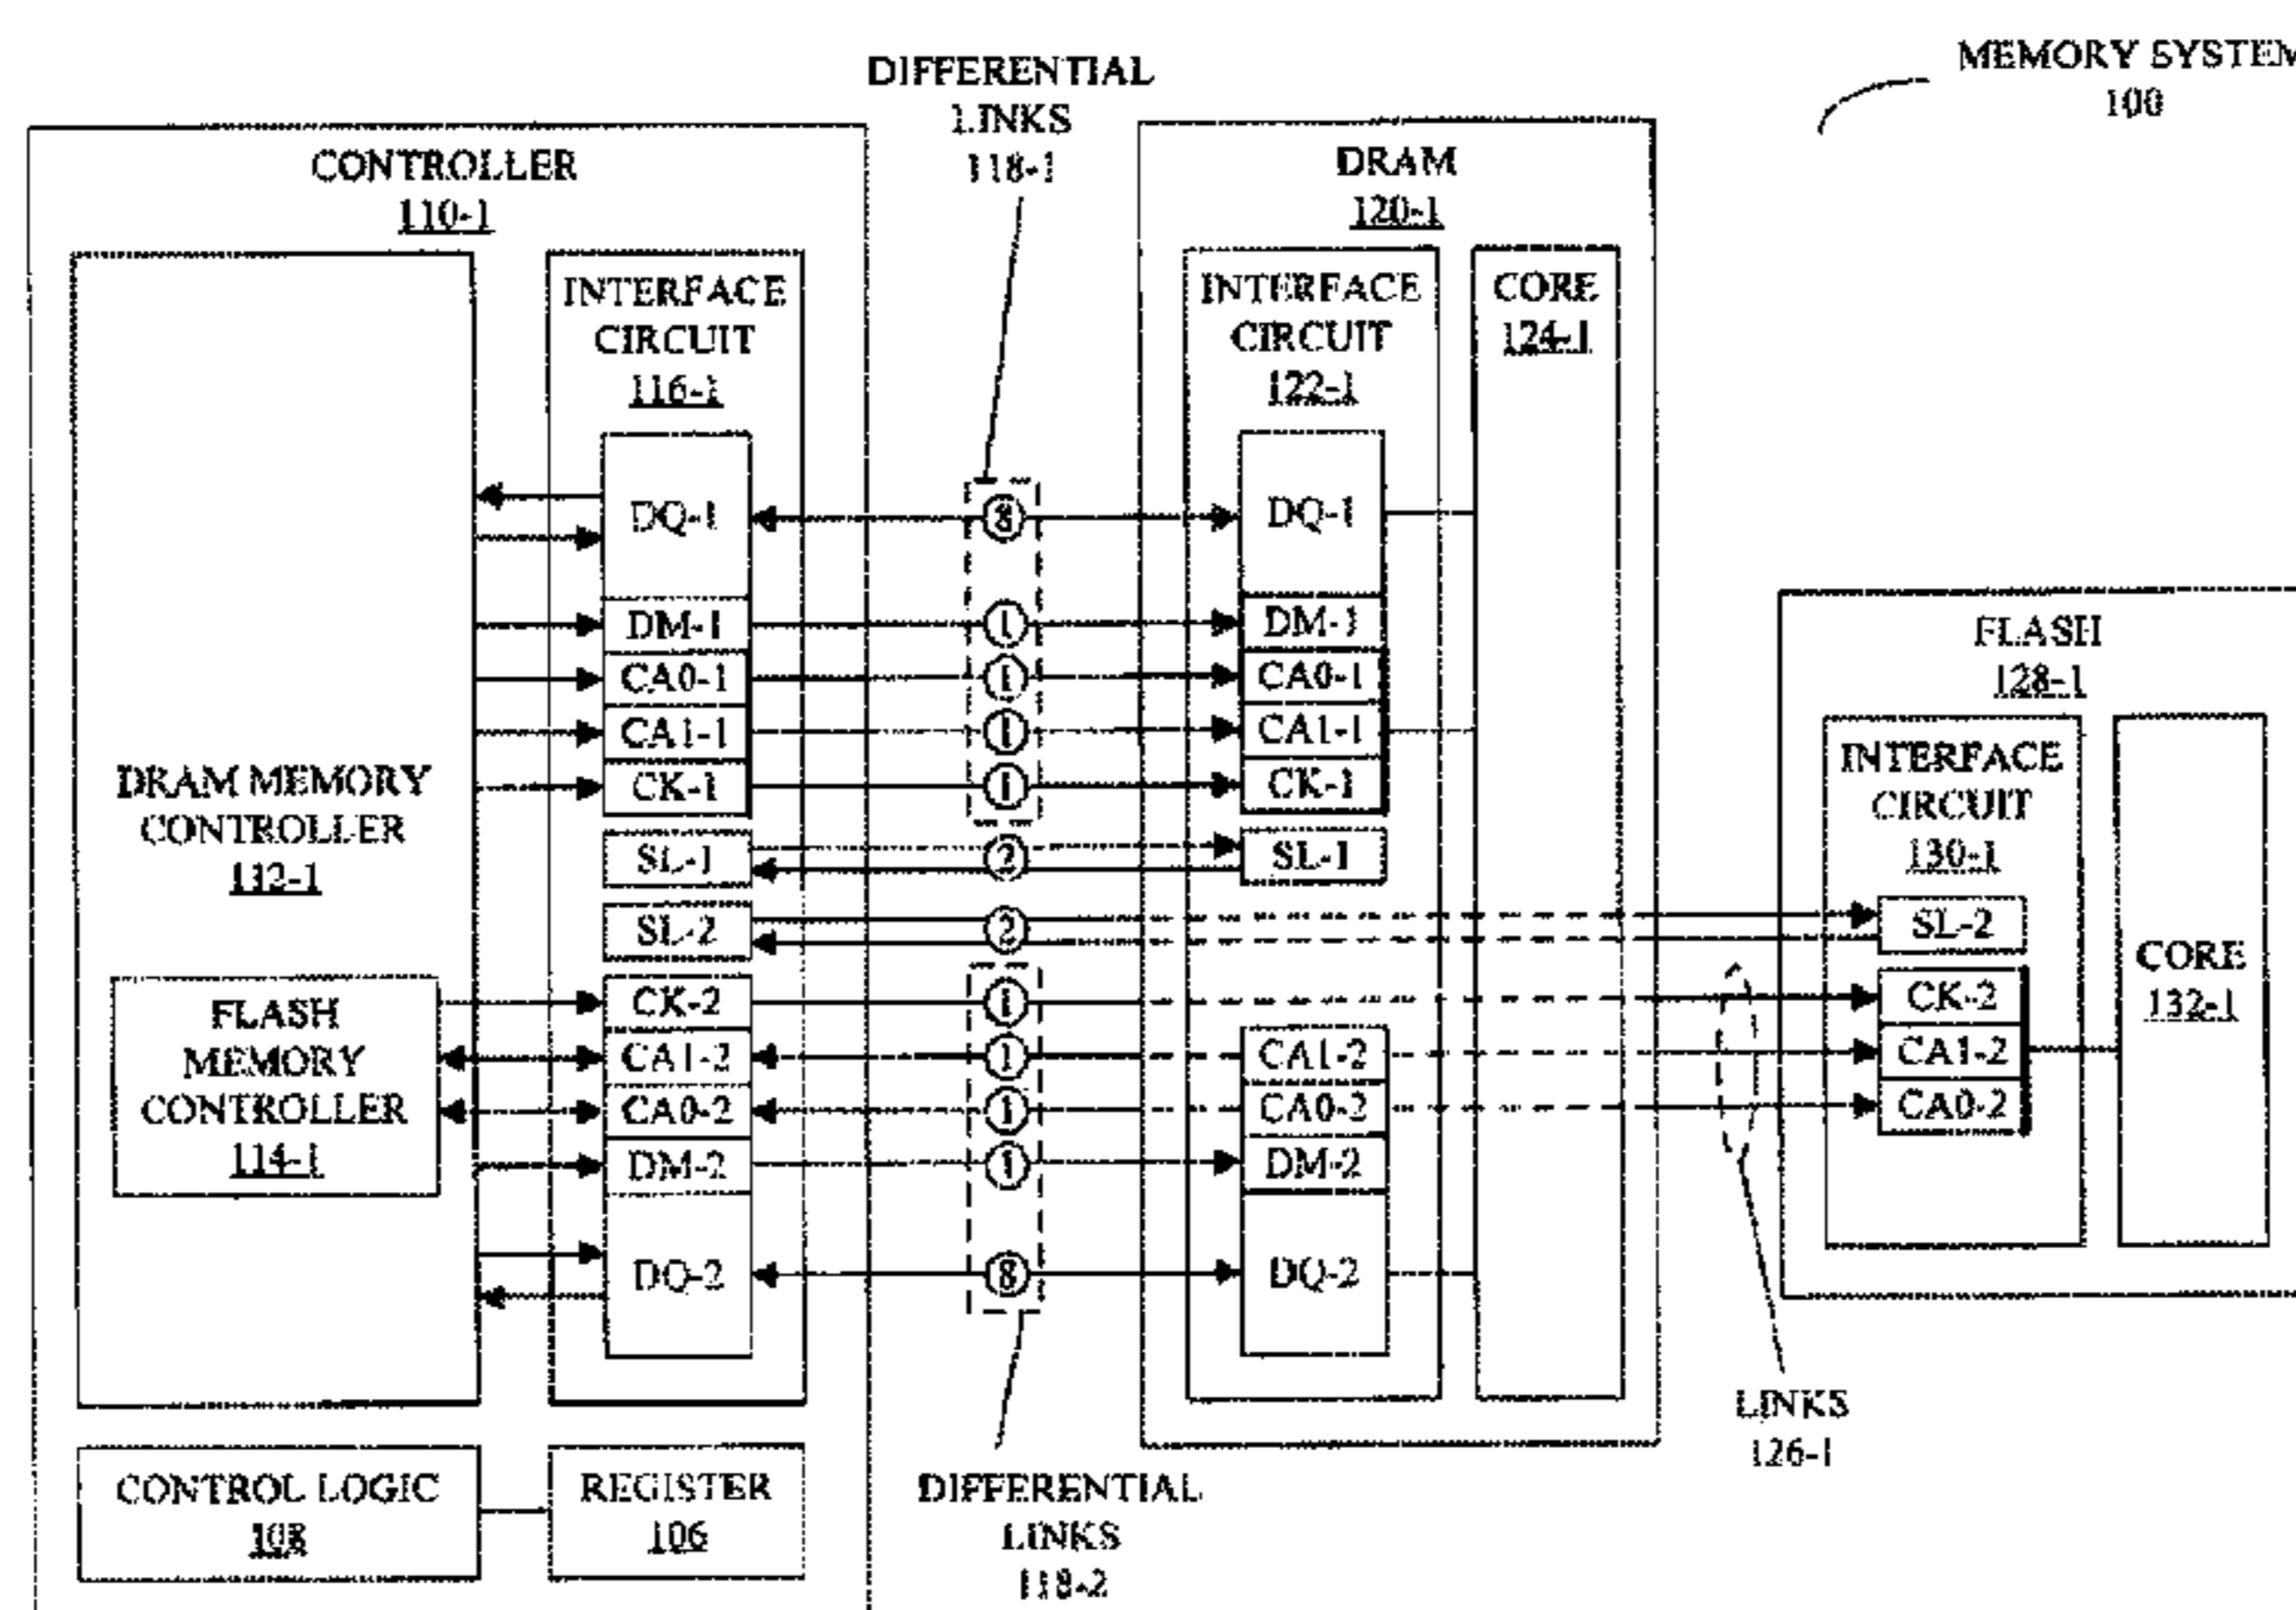 MEMORY SYSTEM
100
DIFFERENTIAL
LINKS
118-1
CONTROLLER
110-1
DRAM MEMORY
CONTROLLER
112-1
FLASH
MEMORY
CONTROLLER
114-1
INTERFACE
CIRCUIT
116-1
DQ-1
DM-1
CA0-1
CA1-1
CK-1
SL-1
SL-2
CK-2
CA1-2
CA0-2
DM-2
DQ-2
CONTROL LOGIC
108
REGISTER
106
8
1
1
1
1
2
2
1
1
1
1
8
DIFFERENTIAL
LINKS
118-2
DRAM
120-1
INTERFACE
CIRCUIT
122-1
DQ-1
DM-1
CA0-1
CA1-1
CK-1
SL-1
CA1-2
CA0-2
DM-2
DQ-2
CORE
124-1
FLASH
128-1
INTERFACE
CIRCUIT
130-1
SL-2
CK-2
CA1-2
CA0-2
CORE
132-1
LINKS
126-1